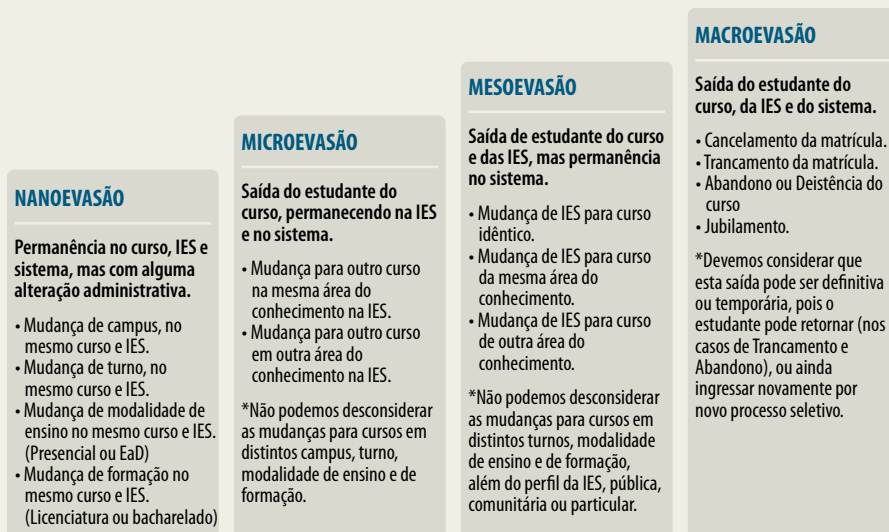 NANOEVASÃO
Permanência no curso, IES e
sistema, mas com alguma
alteração administrativa.
• Mudança de campus, no
mesmo curso e IES.
• Mudança de turno, no
mesmo curso e IES.
• Mudança de modalidade de
ensino no mesmo curso e IES.
(Presencial ou EaD)
• Mudança de formação no
mesmo curso e IES.
(Licenciatura ou bacharelado)
MICROEVASÃO
Saída do estudante do
curso, permanecendo na IES
e no sistema.
• Mudança para outro curso
na mesma área do
conhecimento na IES.
• Mudança para outro curso
em outra área do
conhecimento na IES.
*Não podemos desconsiderar
as mudanças para cursos em
distintos campus, turno,
modalidade de ensino e de
formação.
MESOEVASÃO
Saída de estudante do curso
e das IES, mas permanência
no sistema.
• Mudança de IES para curso
idêntico.
• Mudança de IES para curso
da mesma área do
conhecimento.
• Mudança de IES para curso
de outra área do
conhecimento.
*Não podemos desconsiderar
as mudanças para cursos em
distintos turnos, modalidade
de ensino e de formação,
além do perfil da IES, pública,
comunitária ou particular.
MACROEVASÃO
Saída do estudante do
curso, da IES e do sistema.
• Cancelamento da matrícula.
• Trancamento da matrícula.
• Abandono ou Deistência do
curso
• Jubilamento.
*Devemos considerar que
esta saída pode ser definitiva
ou temporária, pois o
estudante pode retornar (nos
casos de Trancamento e
Abandono), ou ainda
ingressar novamente por
novo processo seletivo.